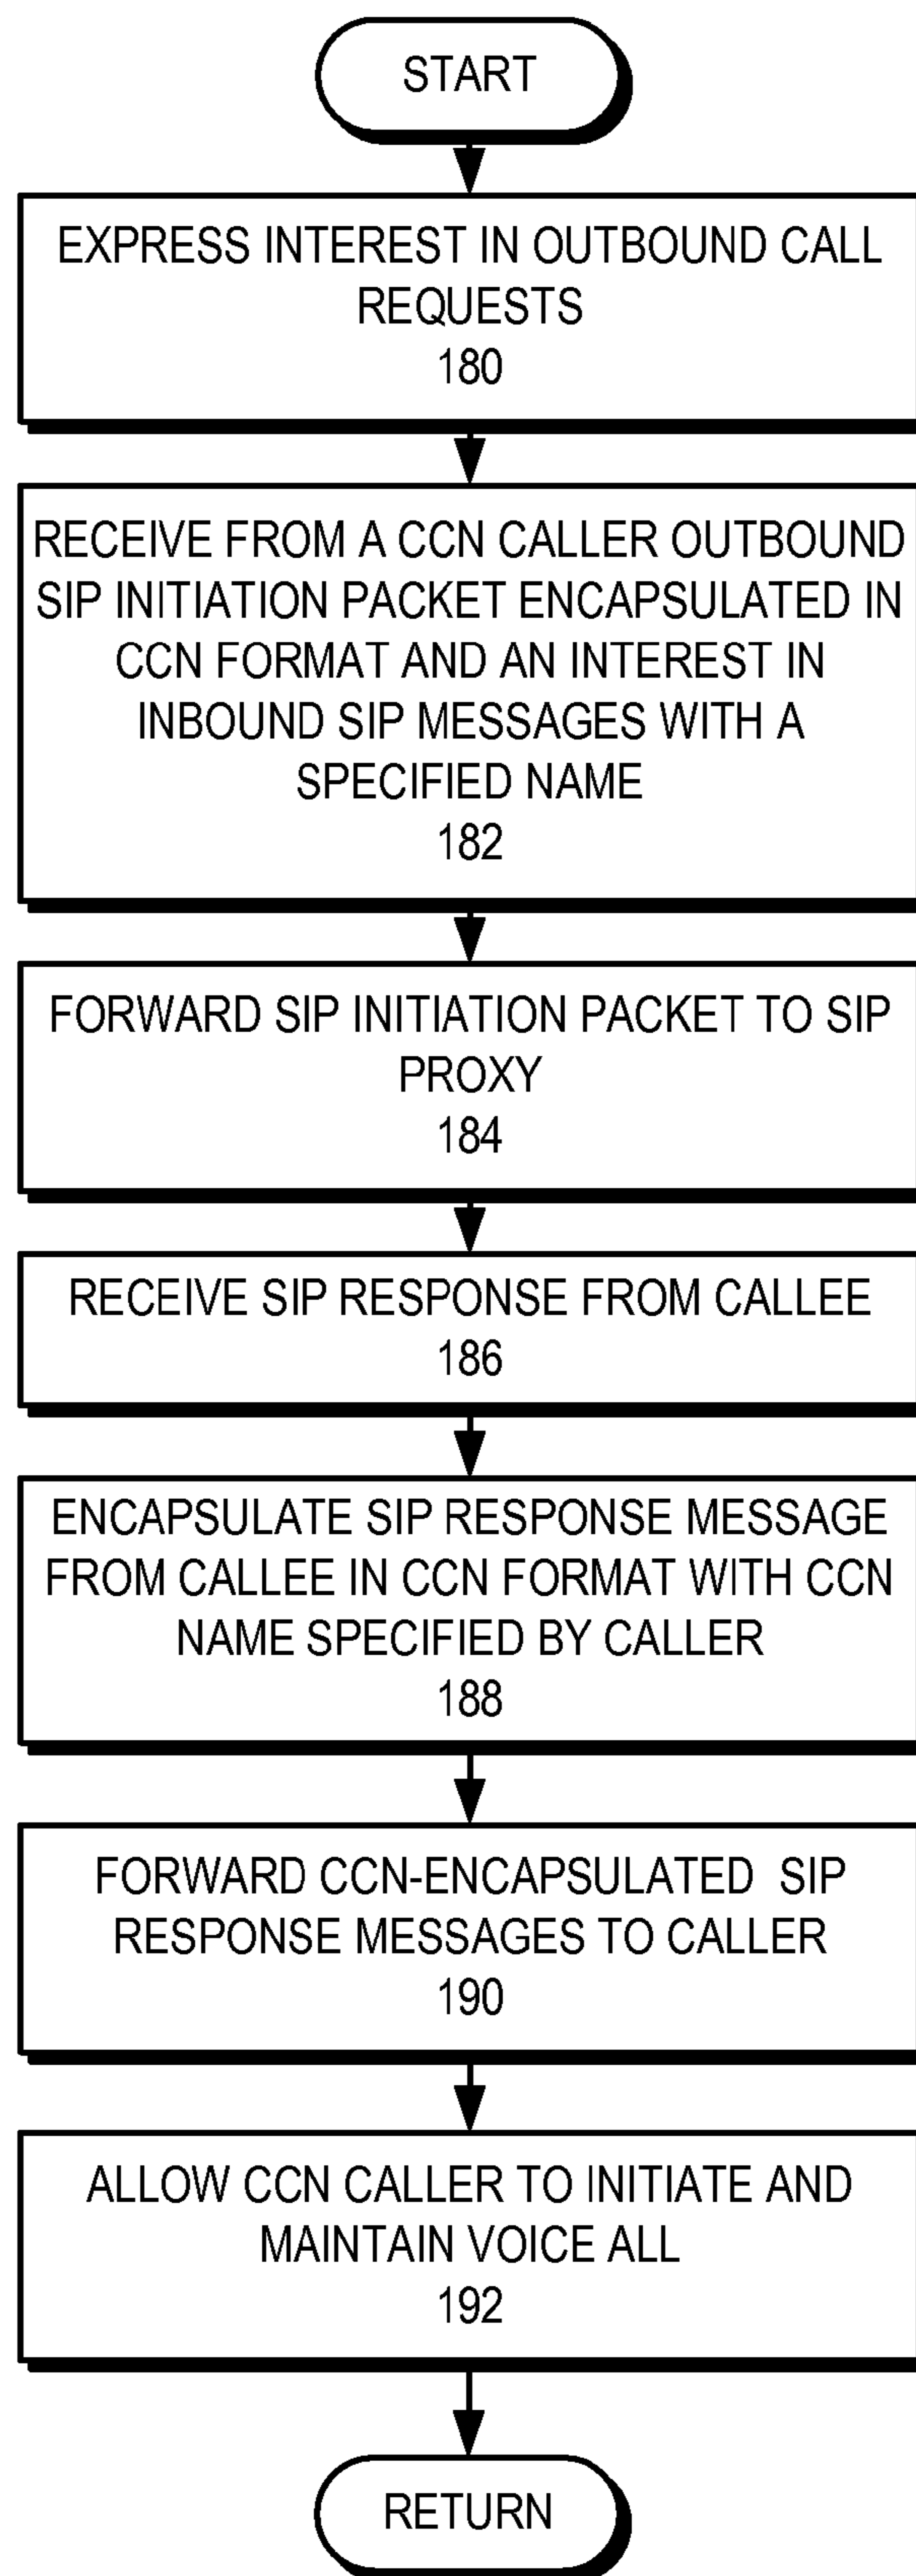 START
EXPRESS INTEREST IN OUTBOUND CALL
REQUESTS
180
RECEIVE FROM A CCN CALLER OUTBOUND
SIP INITIATION PACKET ENCAPSULATED IN
CCN FORMAT AND AN INTEREST IN
INBOUND SIP MESSAGES WITH A
SPECIFIED NAME
182
FORWARD SIP INITIATION PACKET TO SIP
PROXY
184
RECEIVE SIP RESPONSE FROM CALLEE
186
ENCAPSULATE SIP RESPONSE MESSAGE
FROM CALLEE IN CCN FORMAT WITH CCN
NAME SPECIFIED BY CALLER
188
FORWARD CCN-ENCAPSULATED SIP
RESPONSE MESSAGES TO CALLER
190
ALLOW CCN CALLER TO INITIATE AND
MAINTAIN VOICE ALL
192
RETURN